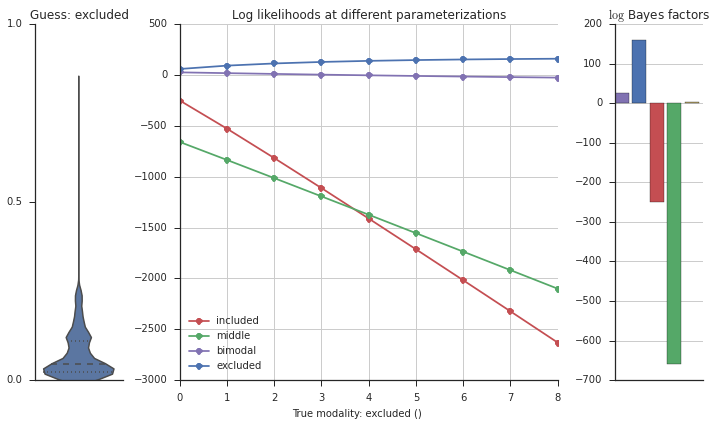 Guess: excluded
1.0
0.5
0.0
Log likelihoods at different parameterizations
500
0
−500
−1000
−1500
−2000
−2500
−3000
included
middle
bimodal
excluded
0 1 2 3 4 5 6 7 8
True modality: excluded ()
log Bayes factors
200
100
0
−100
−200
−300
−400
−500
−600
−700